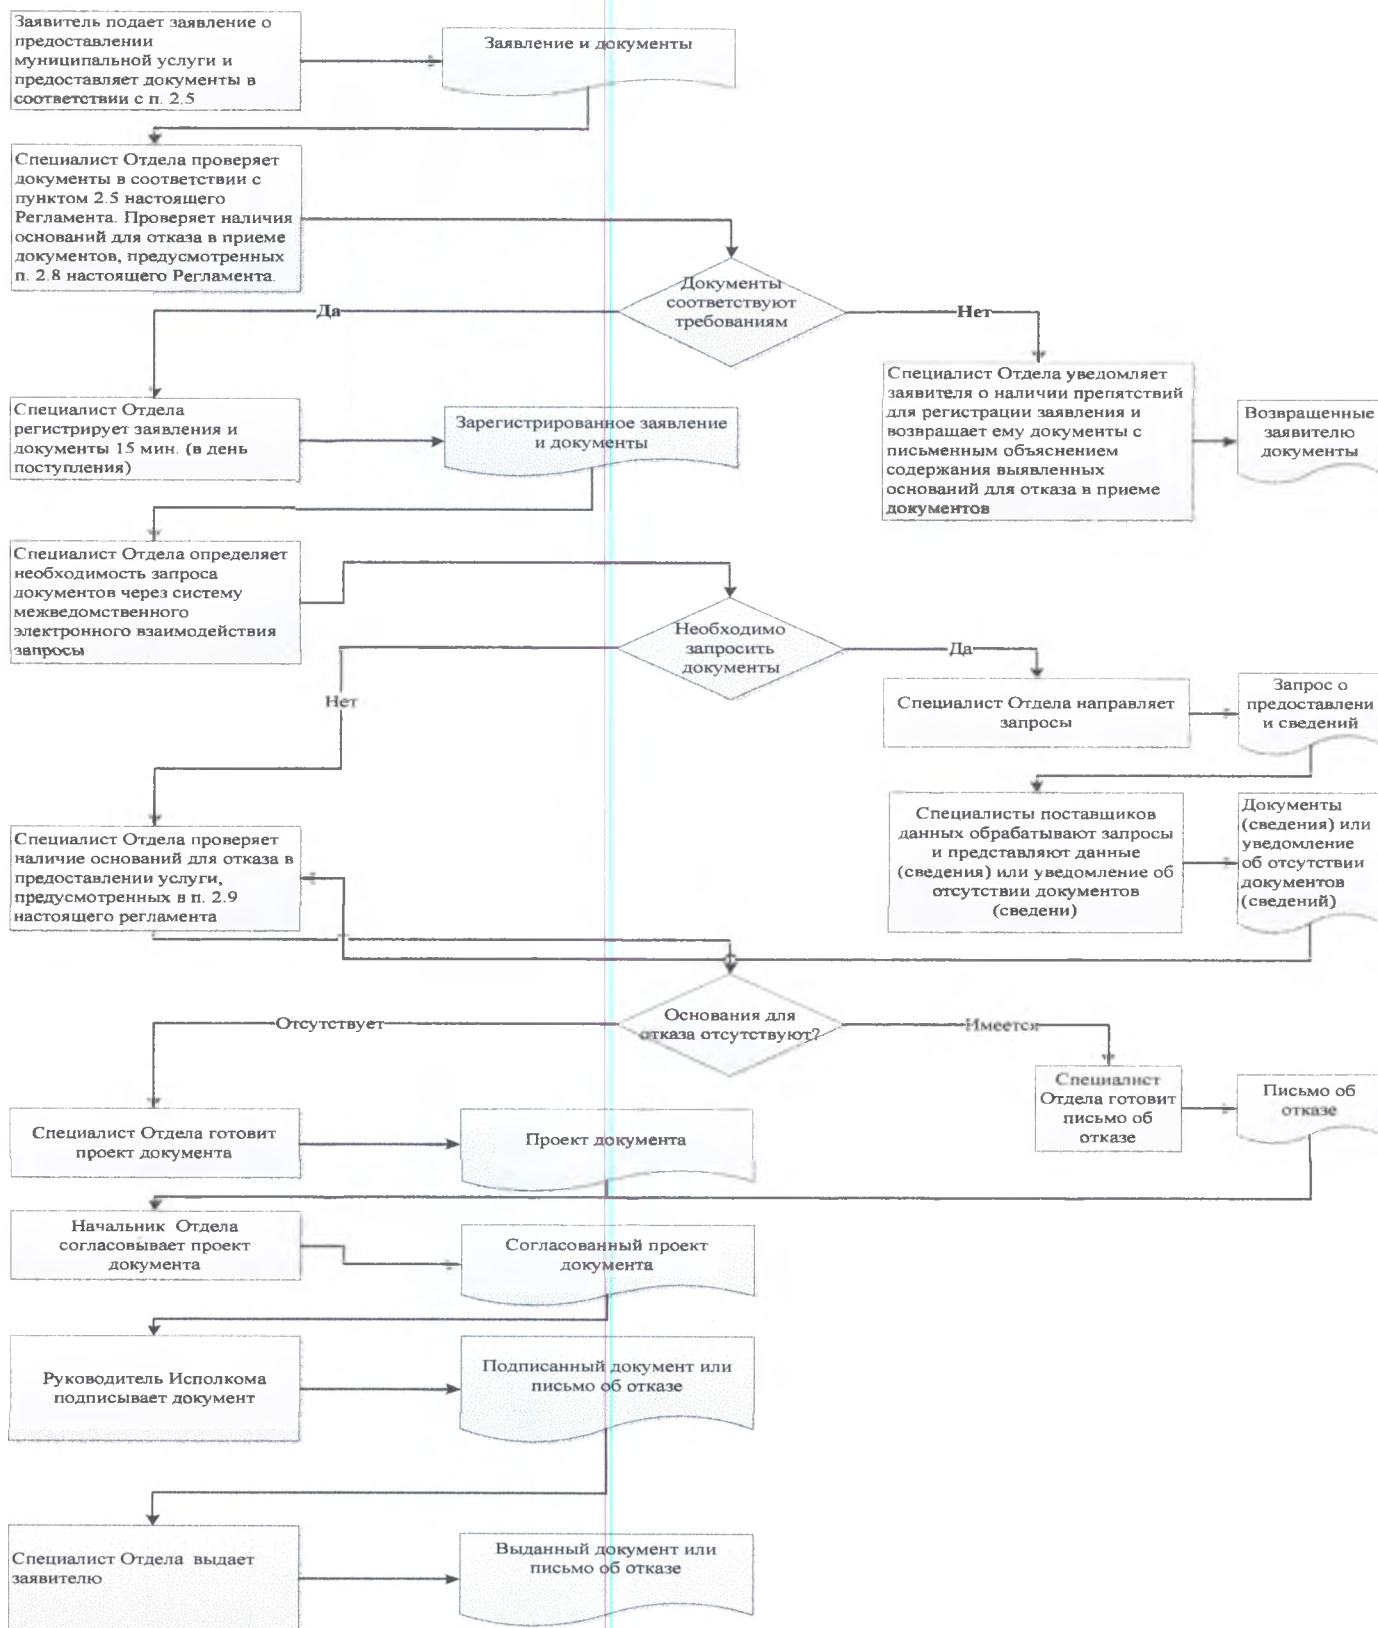 Заявитель подает заявление о
предоставлении
муниципальной услуги и
предоставляет документы в
соответствии с п. 2.5
Заявление и документы
Специалист Отдела проверяет
документы в соответствии с
пунктом 2.5 настоящего
Регламента. Проверяет наличия
оснований для отказа в приеме
документов, предусмотренных
п. 2.8 настоящего Регламента.
Документы
соответствуют
требованиям
Да
Нет
Специалист Отдела
регистрирует заявления и
документы 15 мин. (в день
поступления)
Зарегистрированное заявление
и документы
Специалист Отдела уведомляет
заявителя о наличии препятствий
для регистрации заявления и
возвращает ему документы с
письменным объяснением
содержания выявленных
оснований для отказа в приеме
документов
Возвращенные
заявителю
документы
Специалист Отдела определяет
необходимость запроса
документов через систему
межведомственного
электронного взаимодействия
запросы
Необходимо
запросить
документы
Да
Нет
Специалист Отдела направляет
запросы
Запрос о
предоставлени
и сведений
Специалисты поставщиков
данных обрабатывают запросы
и представляют данные
(сведения) или уведомление об
отсутствии документов
(сведени)
Документы
(сведения) или
уведомление
об отсутствии
документов
(сведений)
Специалист Отдела проверяет
наличие оснований для отказа в
предоставлении услуги,
предусмотренных в п. 2.9
настоящего регламента
Основания для
отказа отсутствуют?
Отсутствует
Имеется
Специалист
Отдела готовит
письмо об
отказе
Письмо об
отказе
Специалист Отдела готовит
проект документа
Проект документа
Начальник Отдела
согласовывает проект
документа
Согласованный проект
документа
Руководитель Исполкома
подписывает документ
Подписанный документ или
письмо об отказе
Специалист Отдела выдает
заявителю
Выданный документ или
письмо об отказе